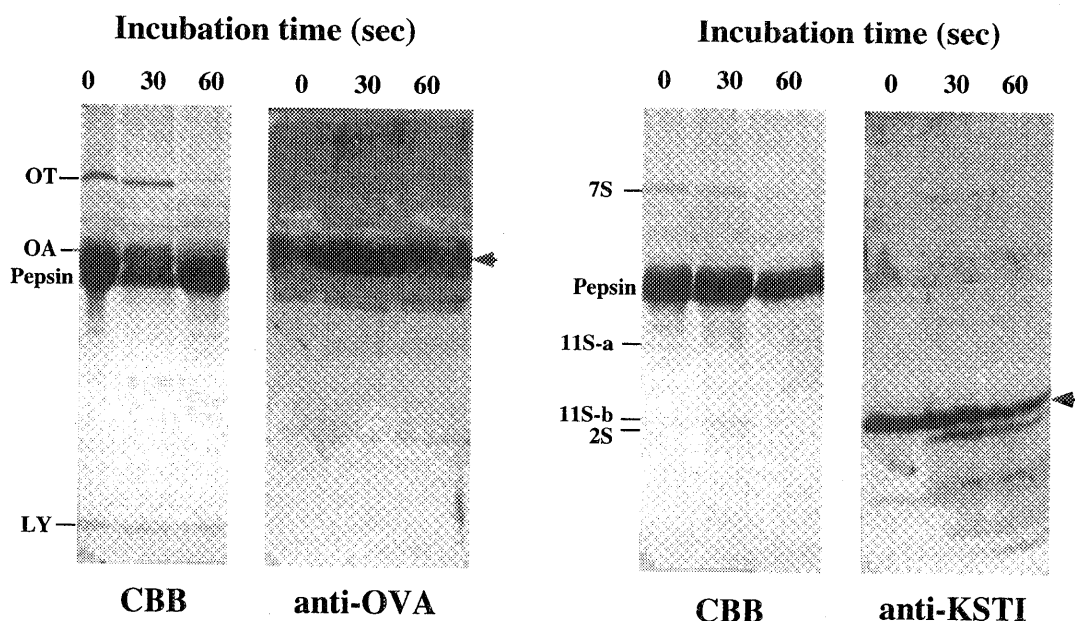 Incubation time (sec)
0 30 60 0 30 60
OT
OA
Pepsin
LY
CBB anti-OVA
Incubation time (sec)
0 30 60 0 30 60
7S
Pepsin
11S-a
11S-b
2S
CBB anti-KSTI